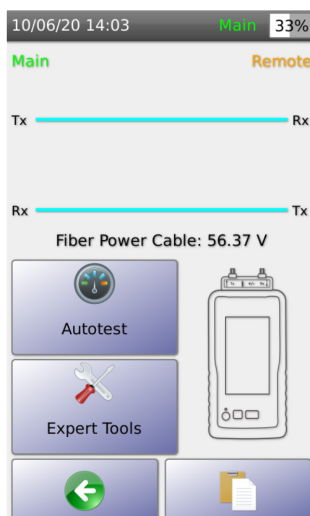 10/06/20 14:03 Main 33%
Main Remote
Tx Rx
Rx Tx
Fiber Power Cable: 56.37 V
Autotest
Expert Tools